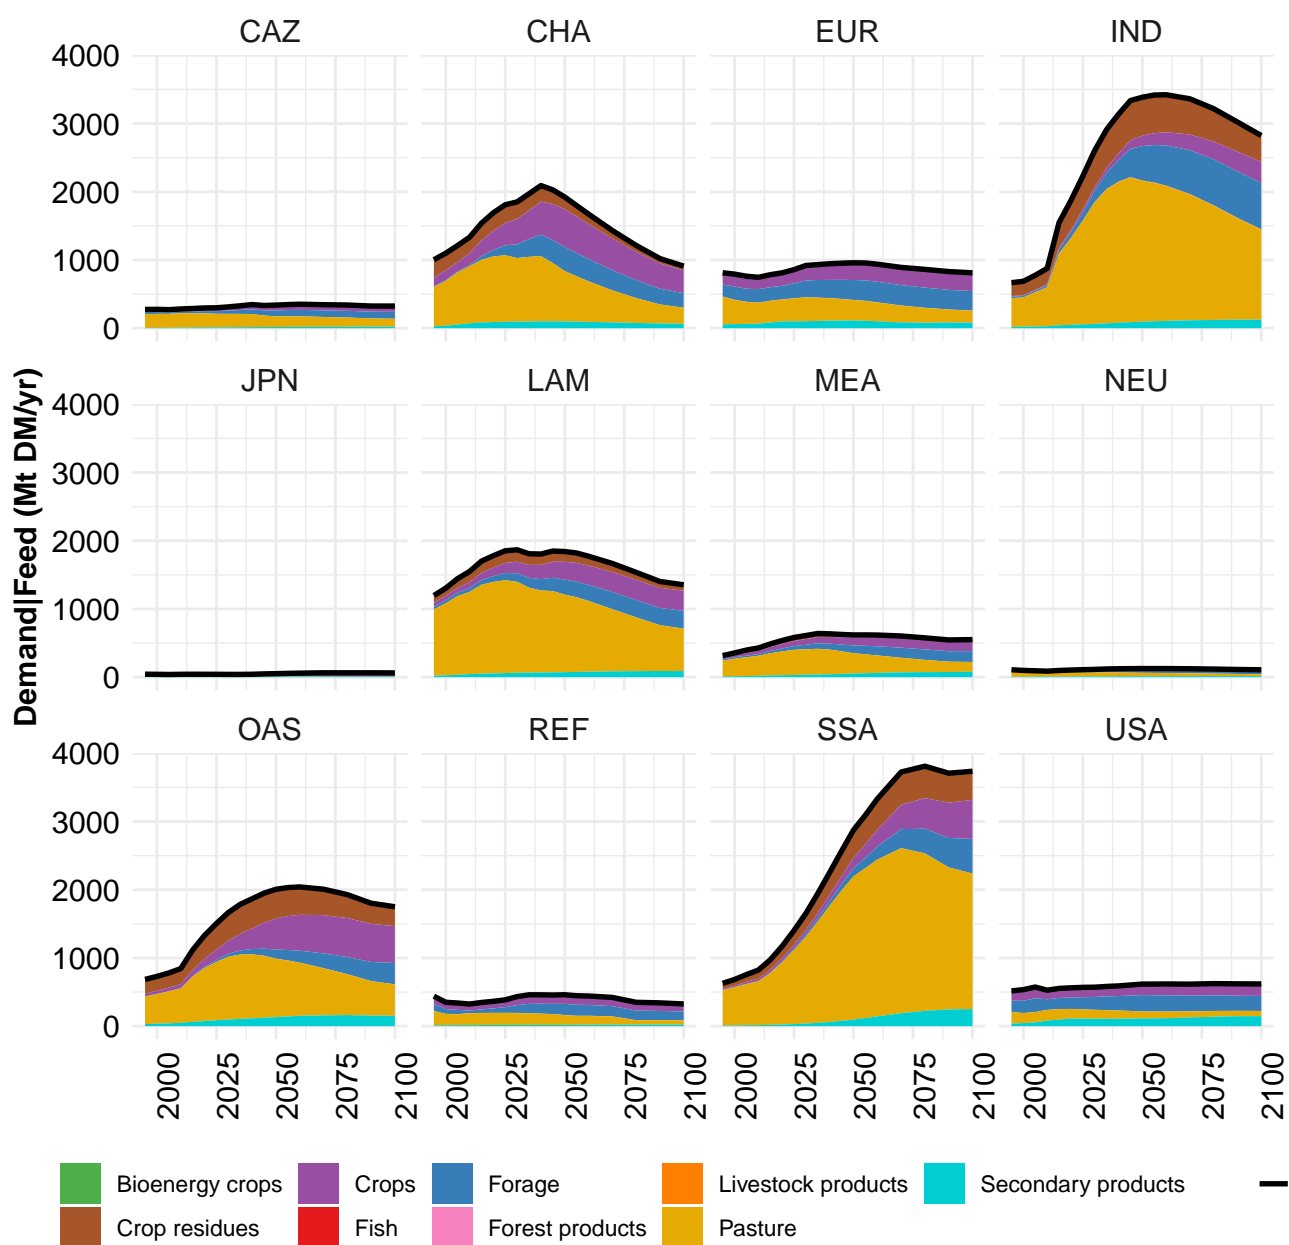 CAZ CHA EUR IND
4000
3000
2000
1000
0
JPN LAM MEA NEU
4000
3000
2000
1000
0
Demand|Feed (Mt DM/yr)
OAS REF SSA USA
4000
3000
2000
1000
0
2000 2025 2050 2075 2100 2000 2025 2050 2075 2100 2000 2025 2050 2075 2100 2000 2025 2050 2075 2100
Bioenergy crops Crops Forage Livestock products Secondary products
Crop residues Fish Forest products Pasture